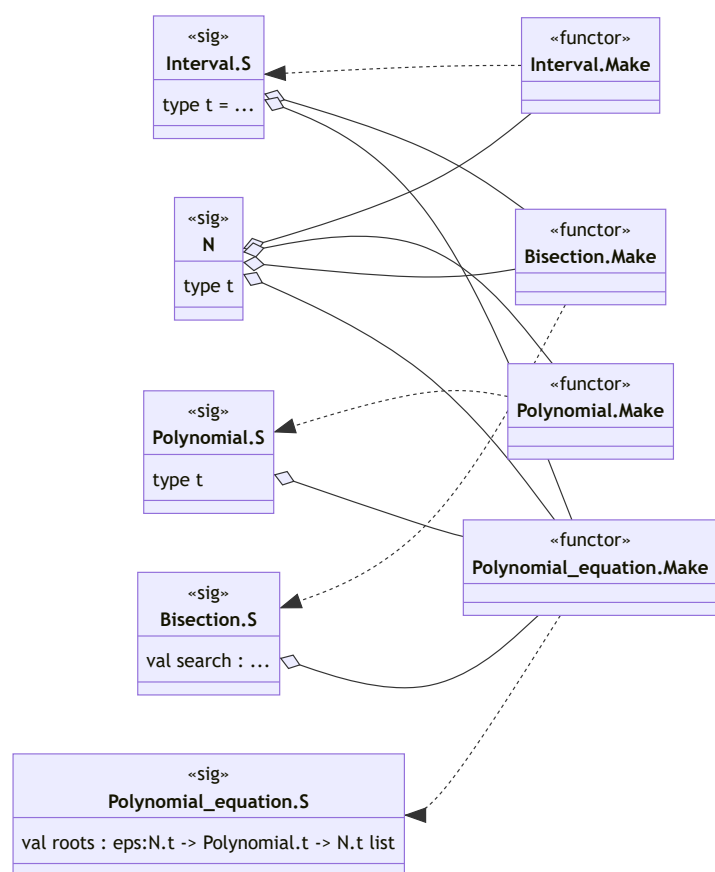 «sig»
Interval.S
type t = ...
«functor»
Interval.Make
«sig»
N
type t
«functor»
Bisection.Make
«functor»
Polynomial.Make
«sig»
Polynomial.S
type t
«functor»
Polynomial_equation.Make
«sig»
Bisection.S
val search : ...
«sig»
Polynomial_equation.S
val roots : eps:N.t -> Polynomial.t -> N.t list